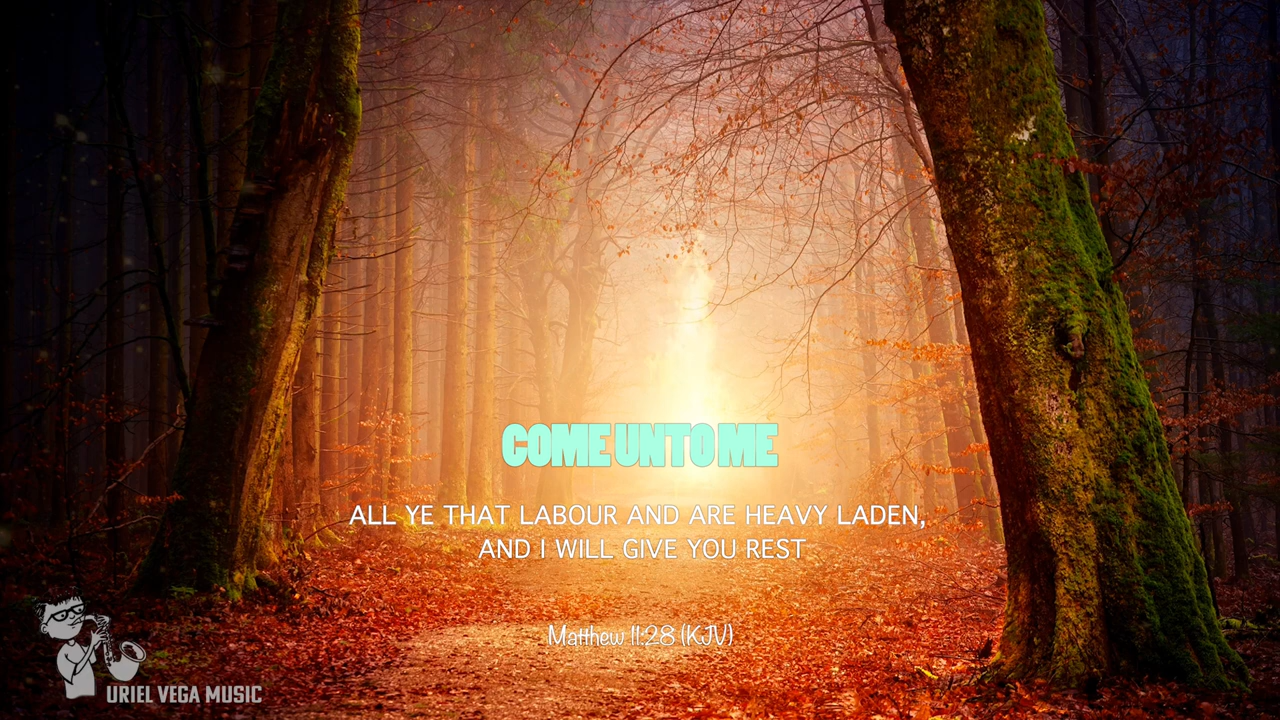 COME UNTO ME
ALL YE THAT LABOUR AND ARE HEAVY LADEN,
AND I WILL GIVE YOU REST
Matthew 11:28 (KJV)
URIEL VEGA MUSIC